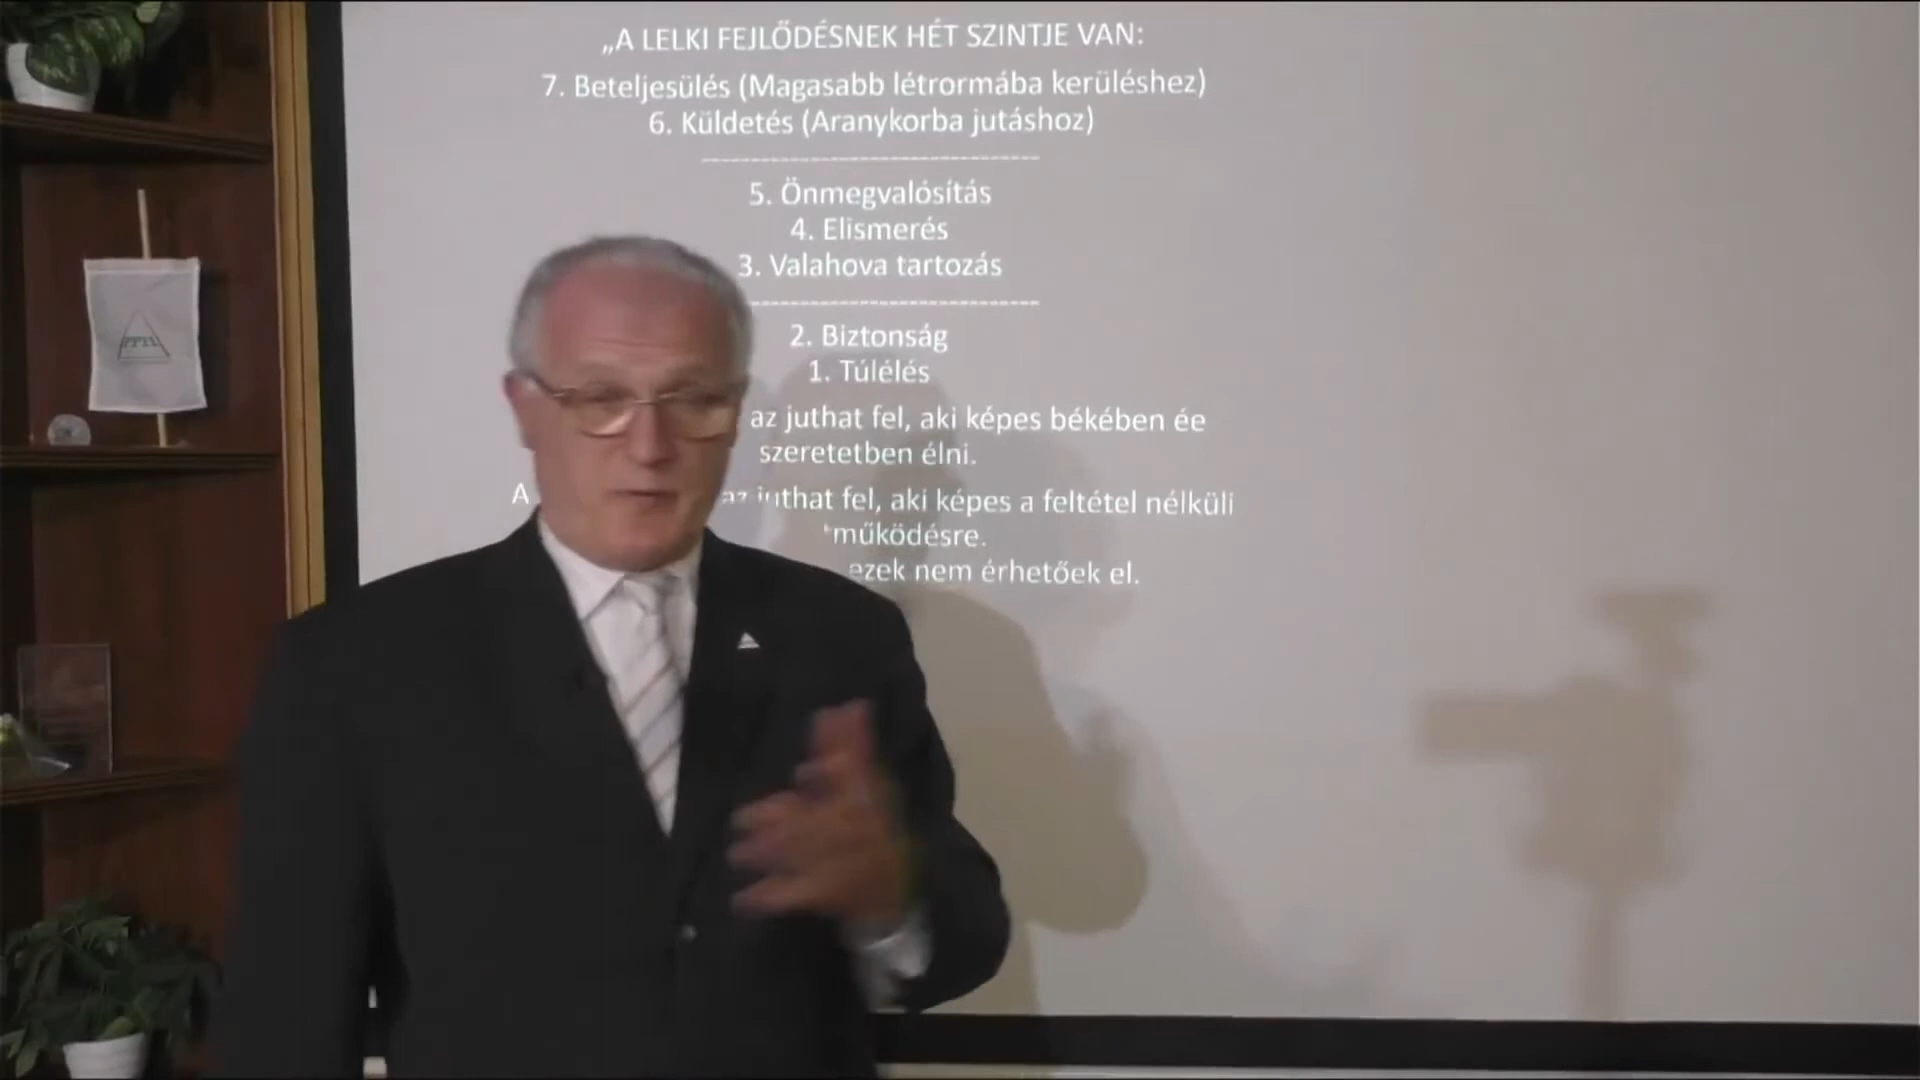 „A LELKI FEJLŐDÉSNEK HÉT SZINTJE VAN:
7. Beteljesülés (Magasabb létrormába kerüléshez)
6. Küldetés (Aranykorba jutáshoz)
5. Önmegvalósítás
4. Elismerés
3. Valahova tartozás
2. Biztonság
1. Túlélés
az juthat fel, aki képes békében ée
szeretetben élni.
A az juthat fel, aki képes a feltétel nélküli
működésre.
ezek nem érhetőek el.